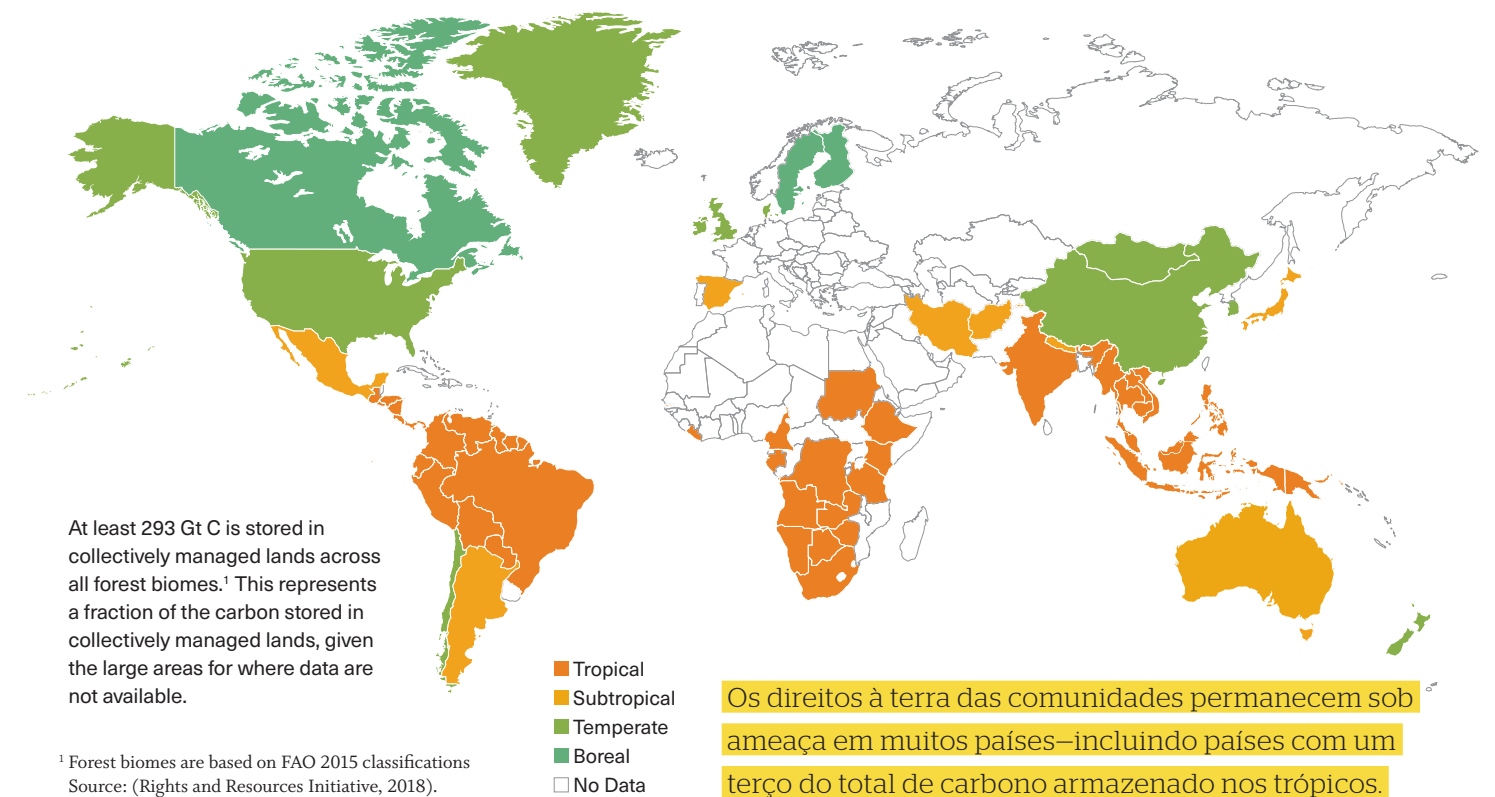 At least 293 Gt C is stored in
collectively managed lands across
all forest biomes.¹ This represents
a fraction of the carbon stored in
collectively managed lands, given
the large areas for where data are
not available.
¹ Forest biomes are based on FAO 2015 classifications
Source: (Rights and Resources Initiative, 2018).
Tropical
Subtropical
Temperate
Boreal
No Data
Os direitos à terra das comunidades permanecem sob
ameaça em muitos países—incluindo países com um
terço do total de carbono armazenado nos trópicos.